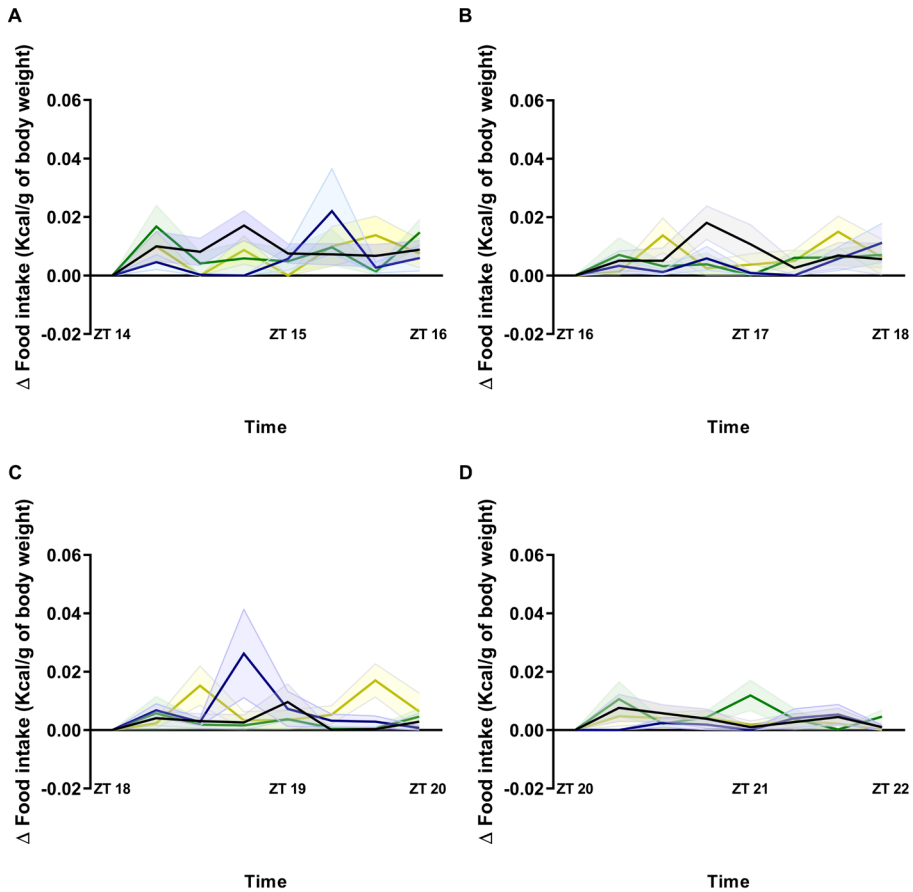 A
Δ Food intake (Kcal/g of body weight)
0.06
0.04
0.02
0.00
-0.02
ZT 14
ZT 15
ZT 16
Time
B
Δ Food intake (Kcal/g of body weight)
0.06
0.04
0.02
0.00
-0.02
ZT 16
ZT 17
ZT 18
Time
C
Δ Food intake (Kcal/g of body weight)
0.06
0.04
0.02
0.00
-0.02
ZT 18
ZT 19
ZT 20
Time
D
Δ Food intake (Kcal/g of body weight)
0.06
0.04
0.02
0.00
-0.02
ZT 20
ZT 21
ZT 22
Time